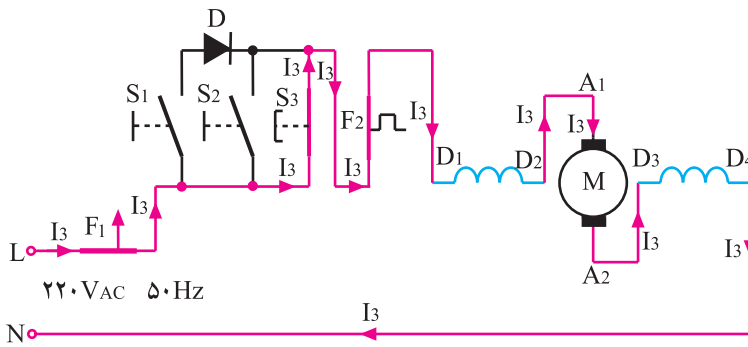 D
S1 S2 S3 I3 I3
F2 I3 I3 A1 I3
D1 D2 M D3 D4
I3 I3 I3
L I3 F1 I3 A2 I3 I3
۲۲۰VAC ۵۰Hz
N I3